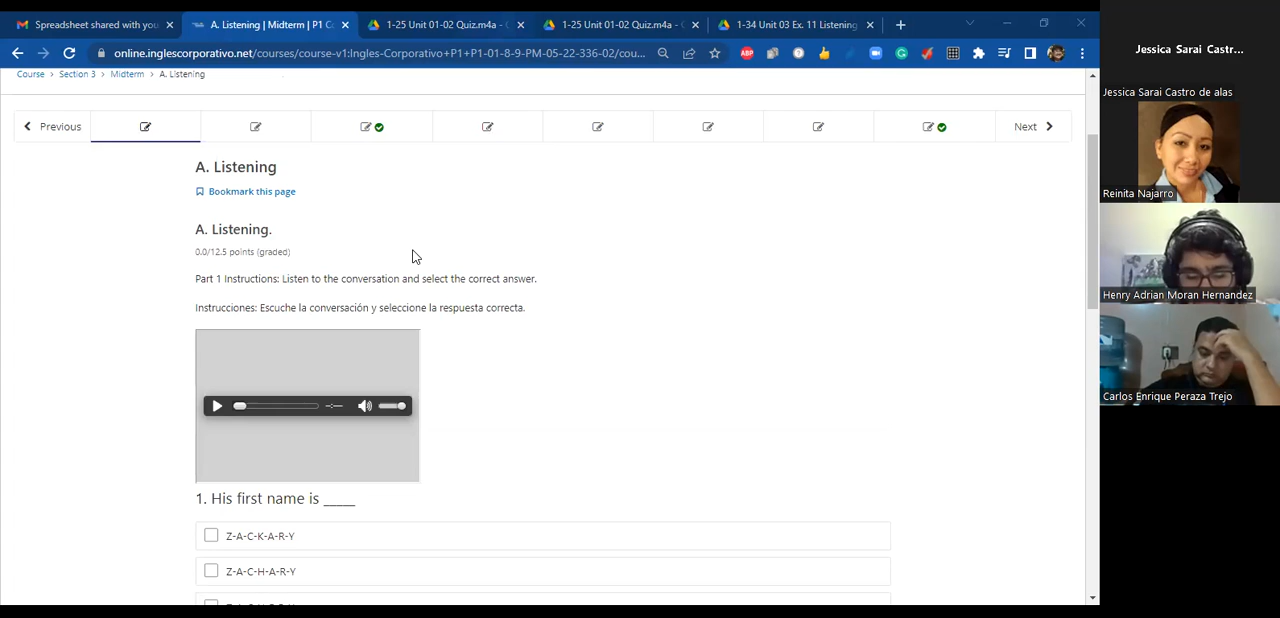 Spreadsheet shared with you
A. Listening | Midterm | P1 C
1-25 Unit 01-02 Quiz.m4a - G
1-25 Unit 01-02 Quiz.m4a - G
1-34 Unit 03 Ex. 11 Listening
online.inglescorporativo.net/courses/course-v1:Ingles-Corporativo+P1+P1-01-8-9-PM-05-22-336-02/cou...
Course > Section 3 > Midterm > A. Listening
Previous
Next
A. Listening
Bookmark this page
A. Listening.
0.0/12.5 points (graded)
Part 1 Instructions: Listen to the conversation and select the correct answer.
Instrucciones: Escuche la conversación y seleccione la respuesta correcta.
-:--
1. His first name is _____
Z-A-C-K-A-R-Y
Z-A-C-H-A-R-Y
Jessica Sarai Castr...
Jessica Sarai Castro de alas
Reinita Najarro
Henry Adrian Moran Hernandez
Carlos Enrique Peraza Trejo